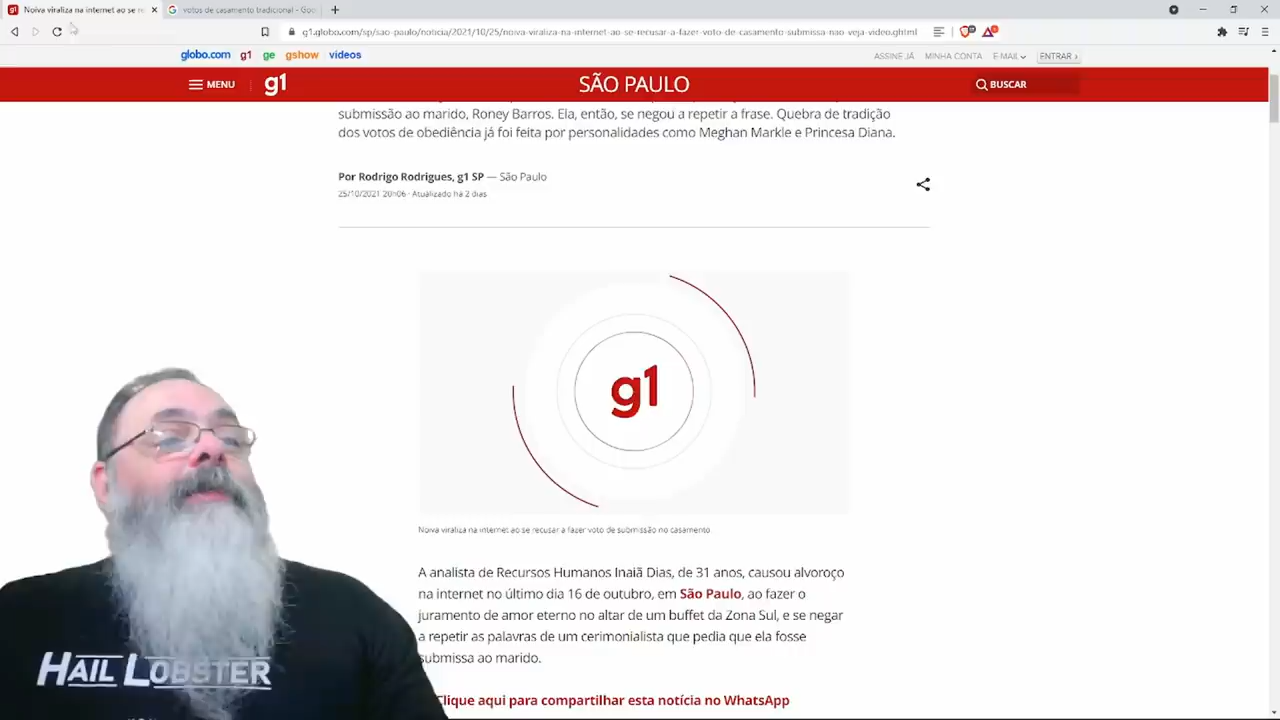 Noiva viraliza na internet ao se re
votos de casamento tradicional - Goo
g1.globo.com/sp/sao-paulo/noticia/2021/10/25/noiva-viraliza-na-internet-ao-se-recusar-a-fazer-voto-de-casamento-submissa-nao-veja-video.ghtml
globo.com g1 ge gshow vídeos
ASSINE JÁ MINHA CONTA E-MAIL ENTRAR ›
MENU g1 SÃO PAULO BUSCAR
submissão ao marido, Roney Barros. Ela, então, se negou a repetir a frase. Quebra de tradição
dos votos de obediência já foi feita por personalidades como Meghan Markle e Princesa Diana.
Por Rodrigo Rodrigues, g1 SP — São Paulo
25/10/2021 20h06 · Atualizado há 2 dias
g1
Noiva viraliza na internet ao se recusar a fazer voto de submissão no casamento
A analista de Recursos Humanos Inaiã Dias, de 31 anos, causou alvoroço
na internet no último dia 16 de outubro, em São Paulo, ao fazer o
juramento de amor eterno no altar de um buffet da Zona Sul, e se negar
a repetir as palavras de um cerimonialista que pedia que ela fosse
submissa ao marido.
HAIL LOBSTER
Clique aqui para compartilhar esta notícia no WhatsApp